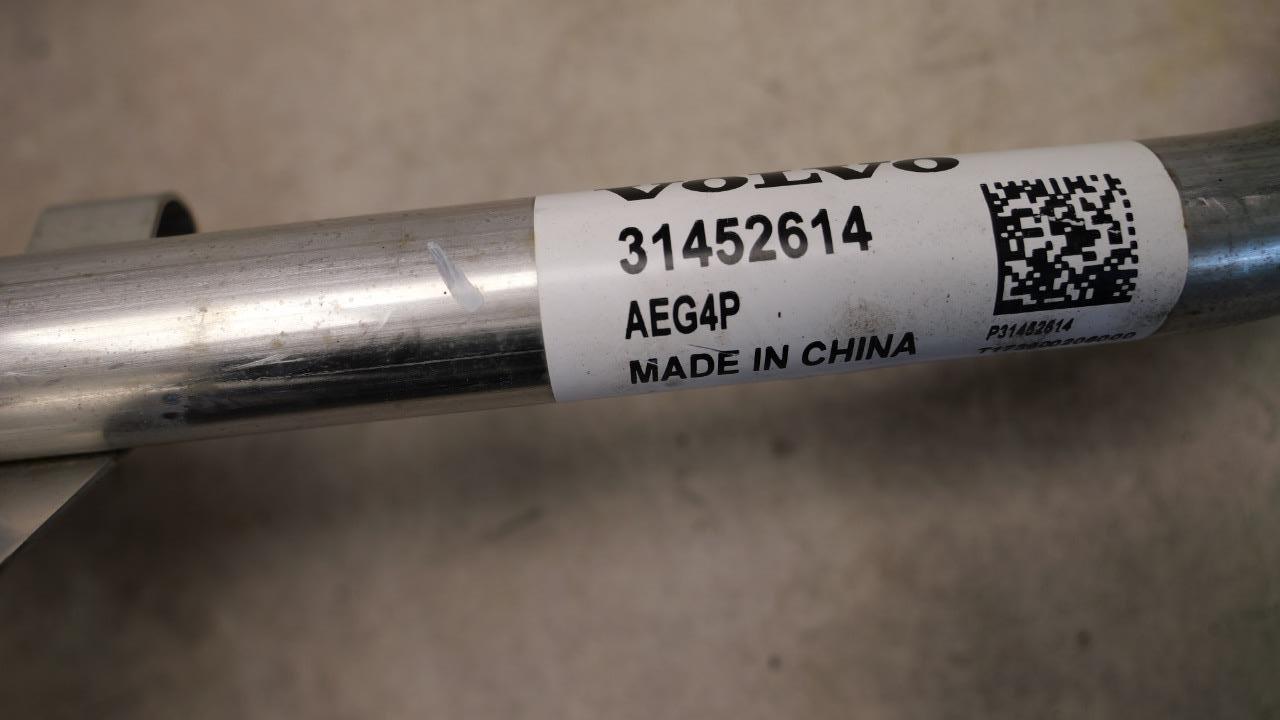 VOLVO
31452614
AEG4P
MADE IN CHINA
P31452614